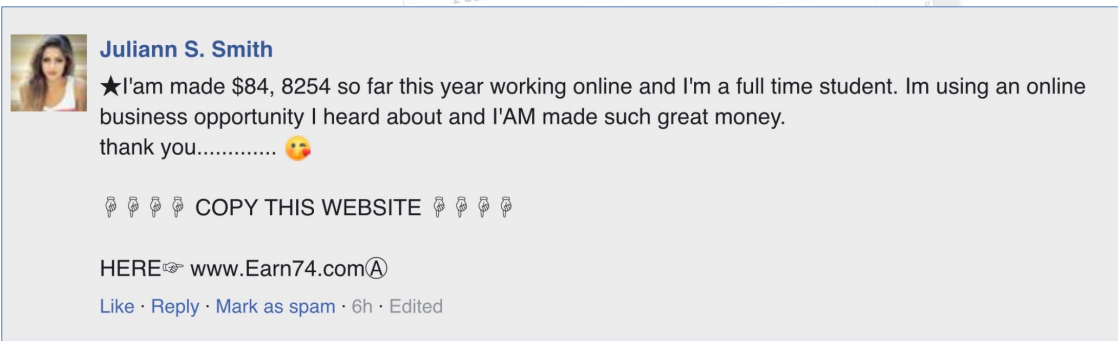 Juliann S. Smith
★I'am made $84, 8254 so far this year working online and I'm a full time student. Im using an online
business opportunity I heard about and I'AM made such great money.
thank you............. 😘
☟ ☟ ☟ ☟ COPY THIS WEBSITE ☟ ☟ ☟ ☟
HERE☞ www.Earn74.comⒶ
Like · Reply · Mark as spam · 6h · Edited